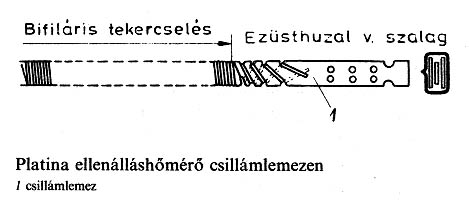 Bifiláris tekercselés
Ezüsthuzal v. szalag
1
Platina ellenálláshőmérő csillámlemezen
1 csillámlemez